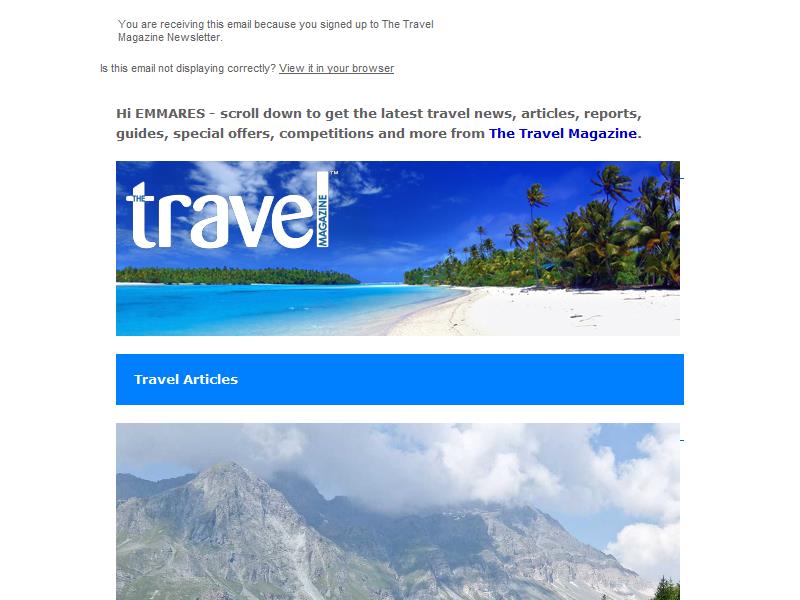 You are receiving this email because you signed up to The Travel
Magazine Newsletter.
Is this email not displaying correctly? View it in your browser
Hi EMMARES - scroll down to get the latest travel news, articles, reports,
guides, special offers, competitions and more from The Travel Magazine.
THE travel MAGAZINE™
Travel Articles